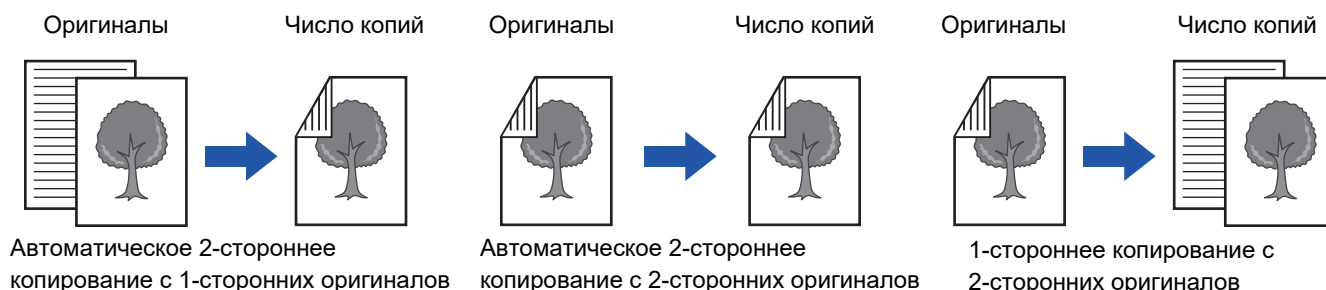 Оригиналы
Число копий
Оригиналы
Число копий
Оригиналы
Число копий
Автоматическое 2-стороннее
копирование с 1-сторонних оригиналов
Автоматическое 2-стороннее
копирование с 2-сторонних оригиналов
1-стороннее копирование с
2-сторонних оригиналов